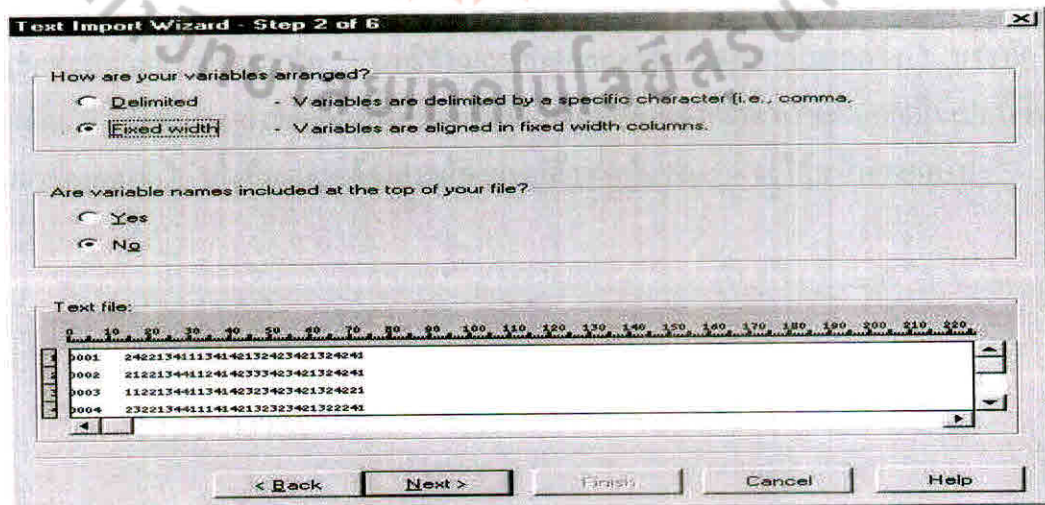 Text Import Wizard - Step 2 of 6
How are your variables arranged?
Delimited - Variables are delimited by a specific character (i.e., comma,
Fixed width - Variables are aligned in fixed width columns.
Are variable names included at the top of your file?
Yes
No
Text file:
0 10 20 30 40 50 60 70 80 90 100 110 120 130 140 150 160 170 180 190 200 210 220
0001 242213411134142132423421324241
0002 2122134411241423334234213242 41
0003 1122134411341423234234213242 21
0004 232213441114142132323421322241
< Back
Next >
Finish
Cancel
Help